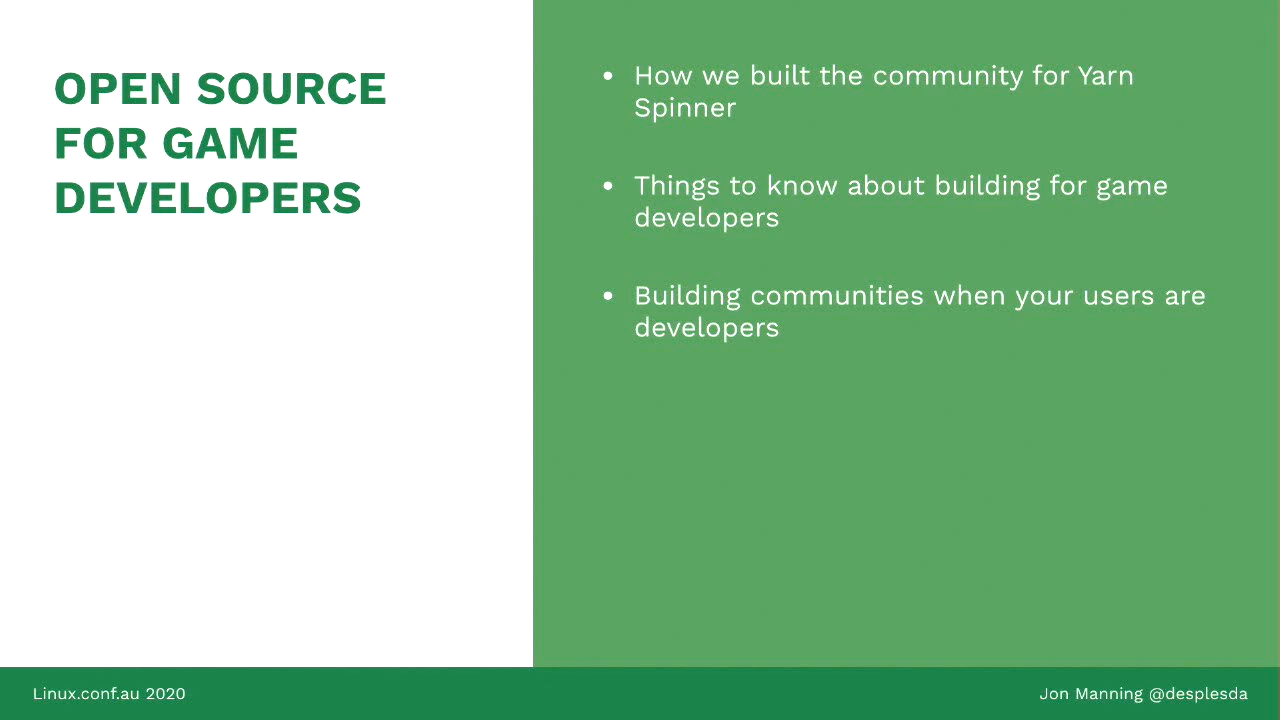 OPEN SOURCE
FOR GAME
DEVELOPERS
• How we built the community for Yarn
Spinner
• Things to know about building for game
developers
• Building communities when your users are
developers
Linux.conf.au 2020
Jon Manning @desplesda